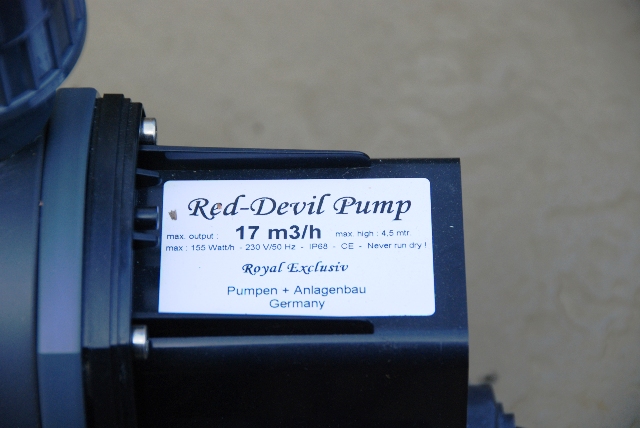 Red-Devil Pump
max. output : 17 m3/h max. high : 4,5 mtr
max : 155 Watt/h - 230 V/50 Hz - IP68 - CE - Never run dry !
Royal Exclusiv
Pumpen + Anlagenbau
Germany